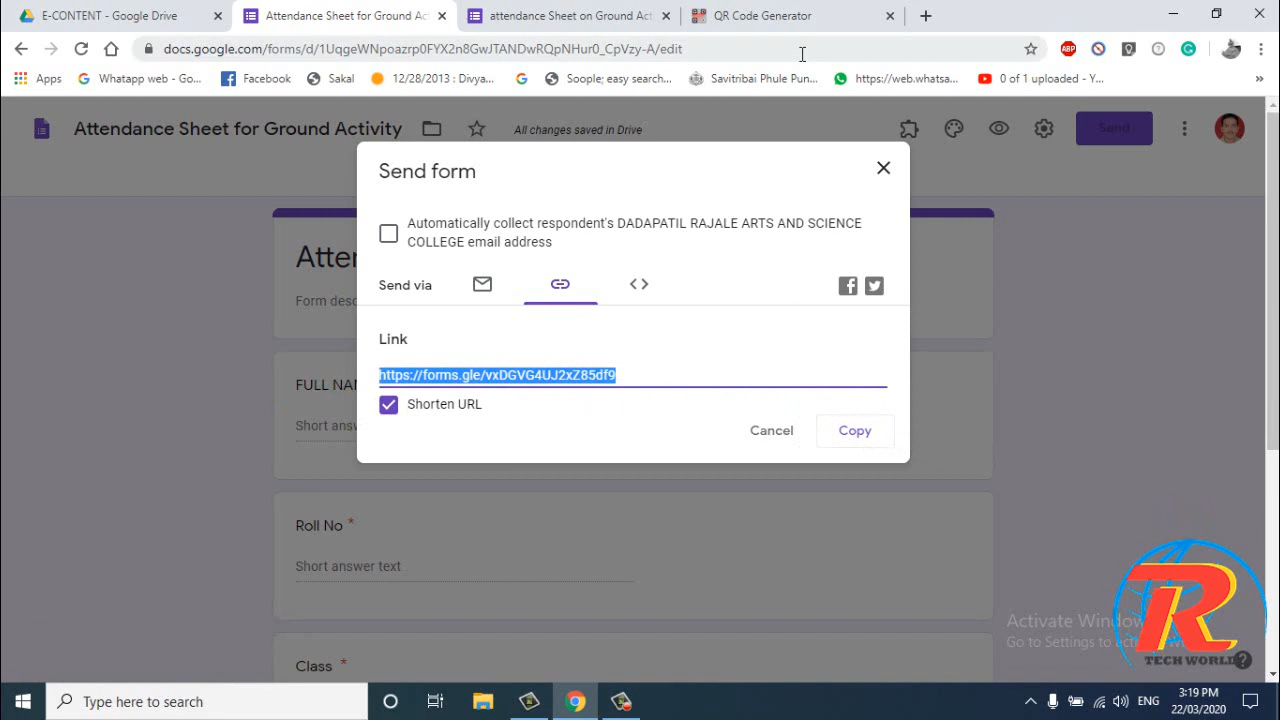 E-CONTENT - Google Drive
Attendance Sheet for Ground Act
attendance Sheet on Ground Act
QR Code Generator
docs.google.com/forms/d/1UqgeWNpoazrp0FYX2n8GwJTANDwRQpNHur0_CpVzy-A/edit
ABP
Apps
Whatapp web - Goo...
Facebook
Sakal
12/28/2013 : Divya...
Soople; easy search...
Savitribai Phule Pun...
https://web.whatsa...
0 of 1 uploaded - Y...
Attendance Sheet for Ground Activity
All changes saved in Drive
Send
Send form
Automatically collect respondent's DADAPATIL RAJALE ARTS AND SCIENCE
COLLEGE email address
Send via
Link
https://forms.gle/vxDGVG4UJ2xZ85df9
Shorten URL
Cancel
Copy
Atte
Form desc
FULL NAM
Short answ
Roll No *
Short answer text
Class *
Activate Window
Go to Settings to acti
R
TECH WORLD
Type here to search
ENG
3:19 PM
22/03/2020